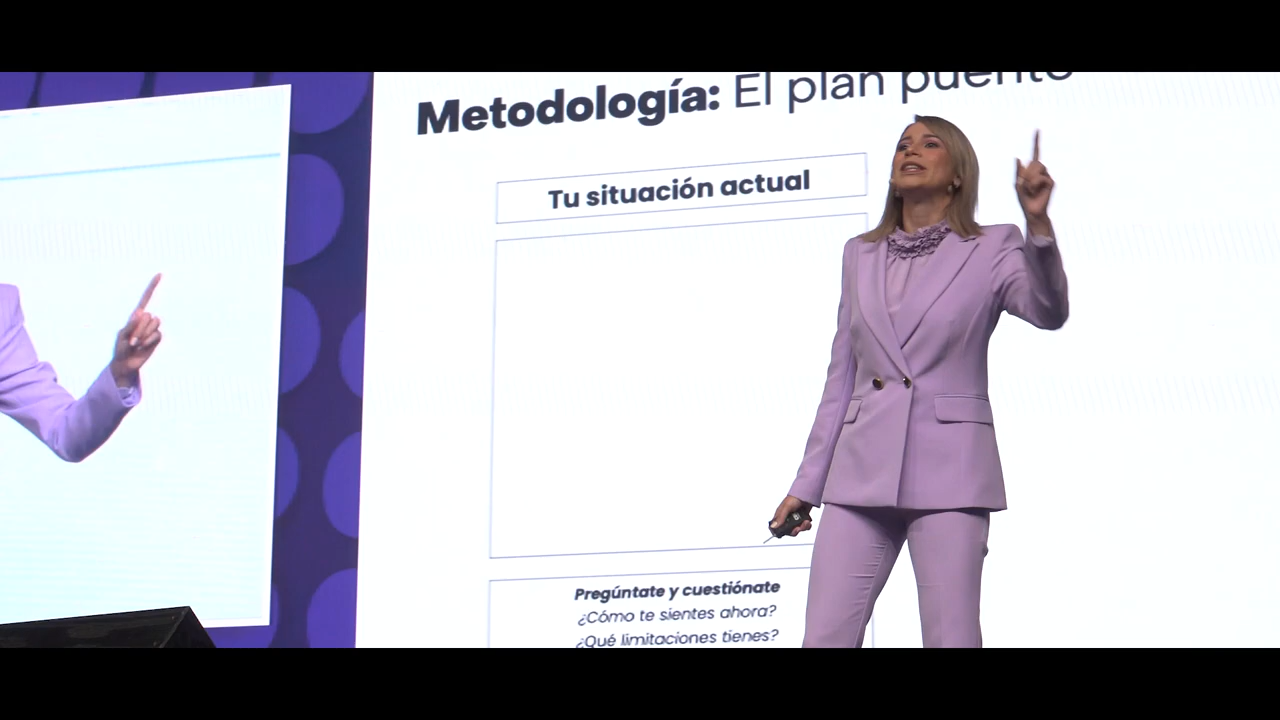 Metodología: El plan puente
Tu situación actual
Pregúntate y cuestiónate
¿Cómo te sientes ahora?
¿Qué limitaciones tienes?